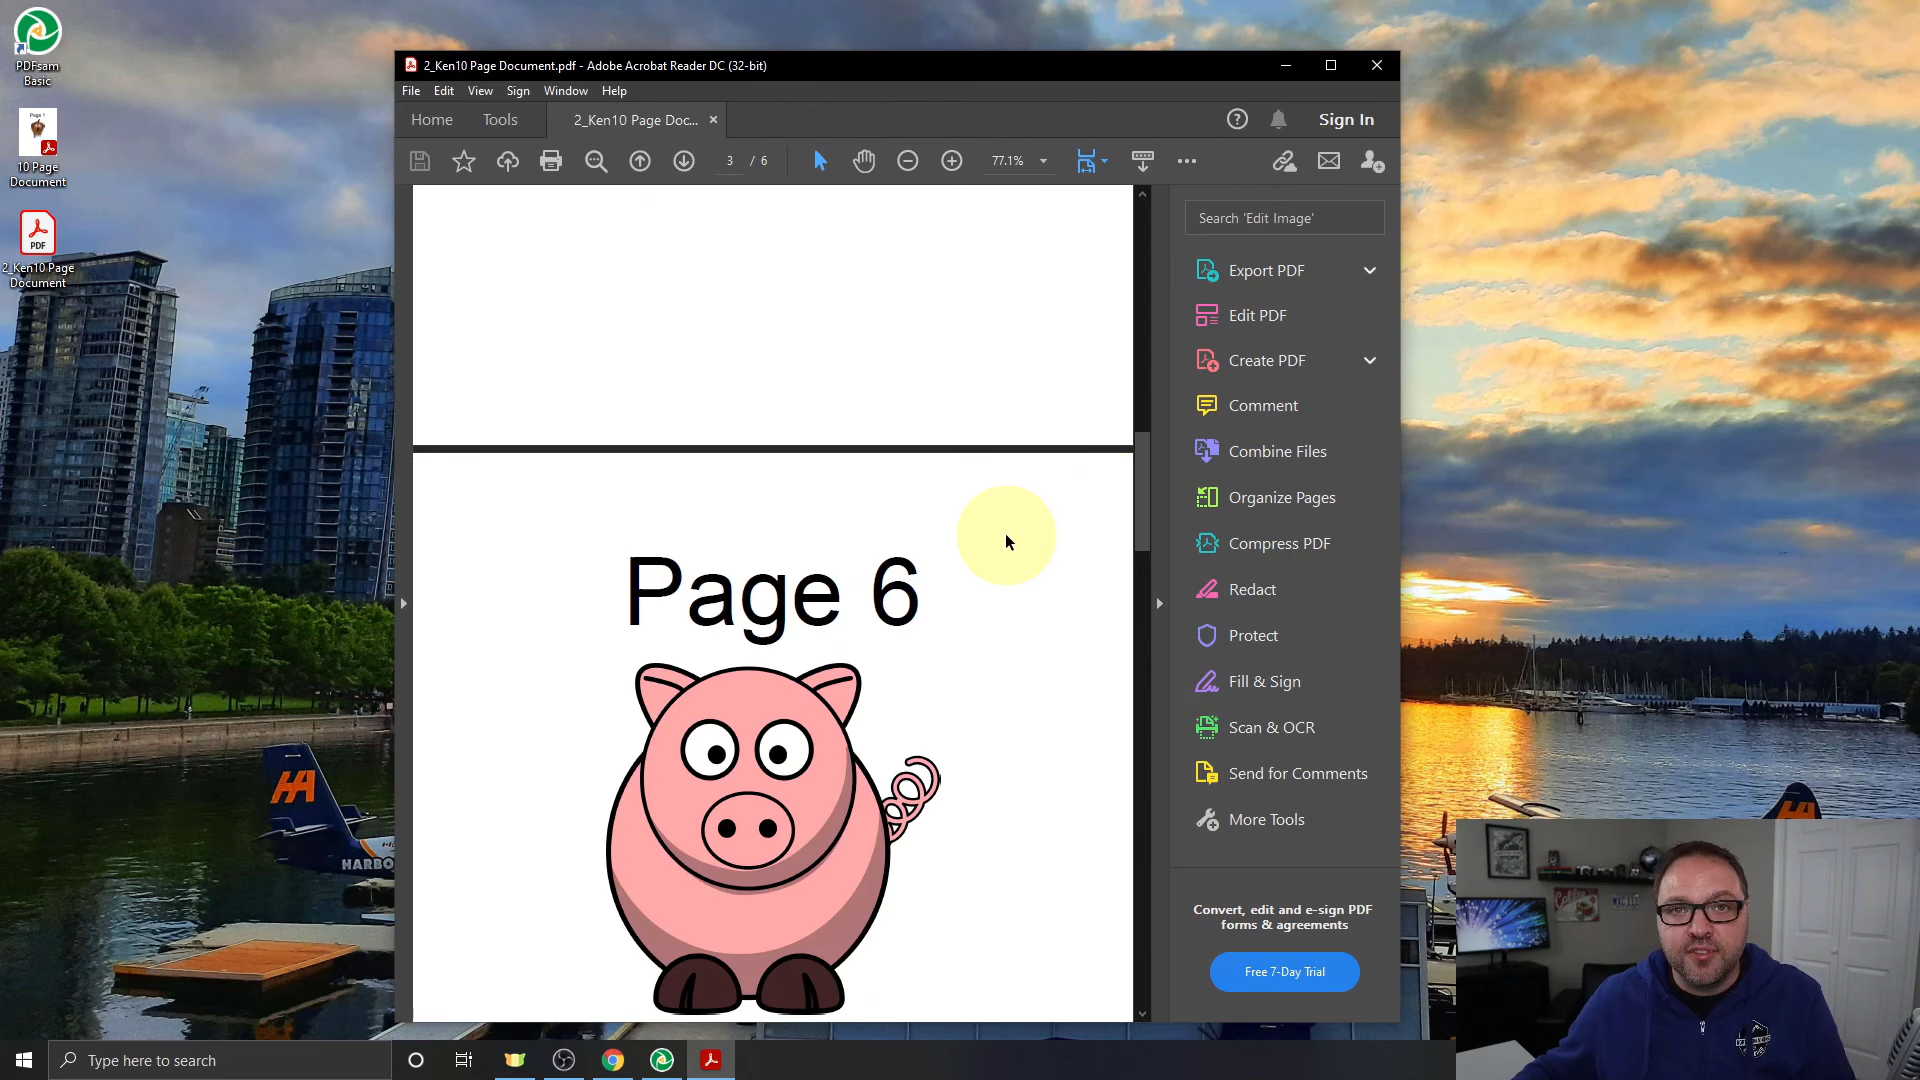 PDFsam
Basic
Page 1
10 Page
Document
PDF
2_Ken10 Page
Document
2_Ken10 Page Document.pdf - Adobe Acrobat Reader DC (32-bit)
File Edit View Sign Window Help
Home Tools 2_Ken10 Page Doc... Sign In
3 / 6 77.1%
Search 'Edit Image'
Export PDF
Edit PDF
Create PDF
Comment
Combine Files
Organize Pages
Compress PDF
Redact
Protect
Fill & Sign
Scan & OCR
Send for Comments
More Tools
Convert, edit and e-sign PDF
forms & agreements
Free 7-Day Trial
Page 6
HARBO
Type here to search